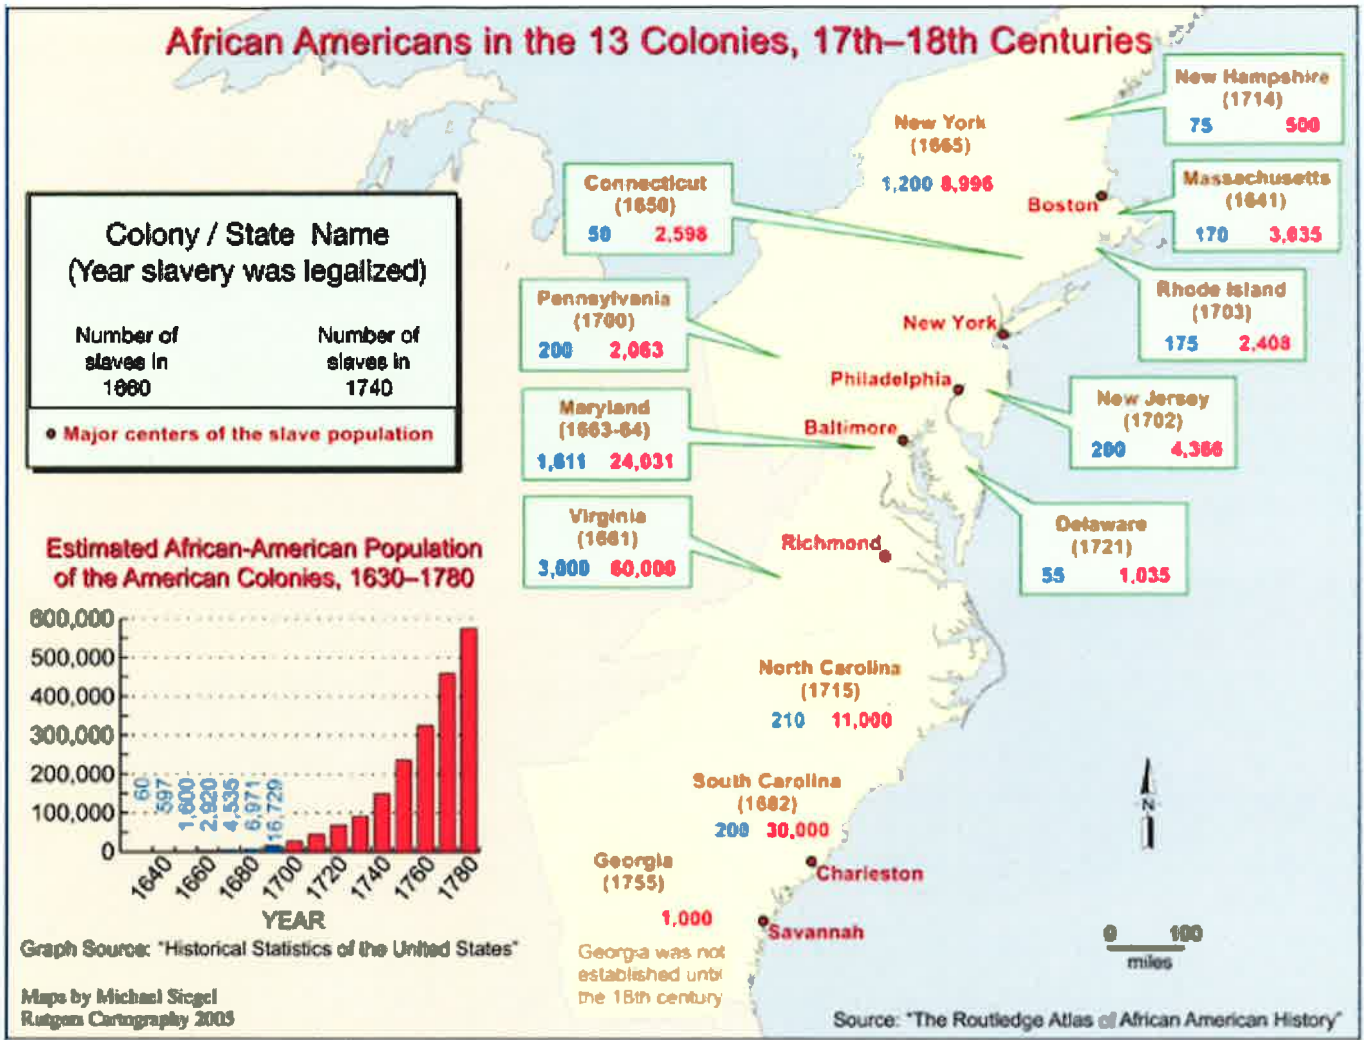 African Americans in the 13 Colonies, 17th–18th Centuries
New Hampshire
(1714)
75 500
New York
(1665)
1,200 8,996
Connecticut
(1650)
50 2,598
Massachusetts
(1641)
170 3,035
Boston
Colony / State Name
(Year slavery was legalized)
Number of
slaves in
1660
Number of
slaves in
1740
Major centers of the slave population
Pennsylvania
(1700)
200 2,063
Rhode Island
(1703)
175 2,408
New York
Philadelphia
Maryland
(1663-64)
1,611 24,031
Baltimore
New Jersey
(1702)
200 4,366
Virginia
(1661)
3,000 60,000
Richmond
Delaware
(1721)
55 1,035
North Carolina
(1715)
210 11,000
South Carolina
(1682)
200 30,000
Charleston
Georgia
(1755)
1,000
Savannah
Georgia was not
established until
the 18th century
Estimated African-American Population
of the American Colonies, 1630–1780
600,000
500,000
400,000
300,000
200,000
100,000
0
60
597
1,600
2,920
4,535
6,971
16,729
1640
1660
1680
1700
1720
1740
1760
1780
YEAR
Graph Source: "Historical Statistics of the United States"
Maps by Michael Siegel
Rutgers Cartography 2005
N
0 100
miles
Source: "The Routledge Atlas of African American History"